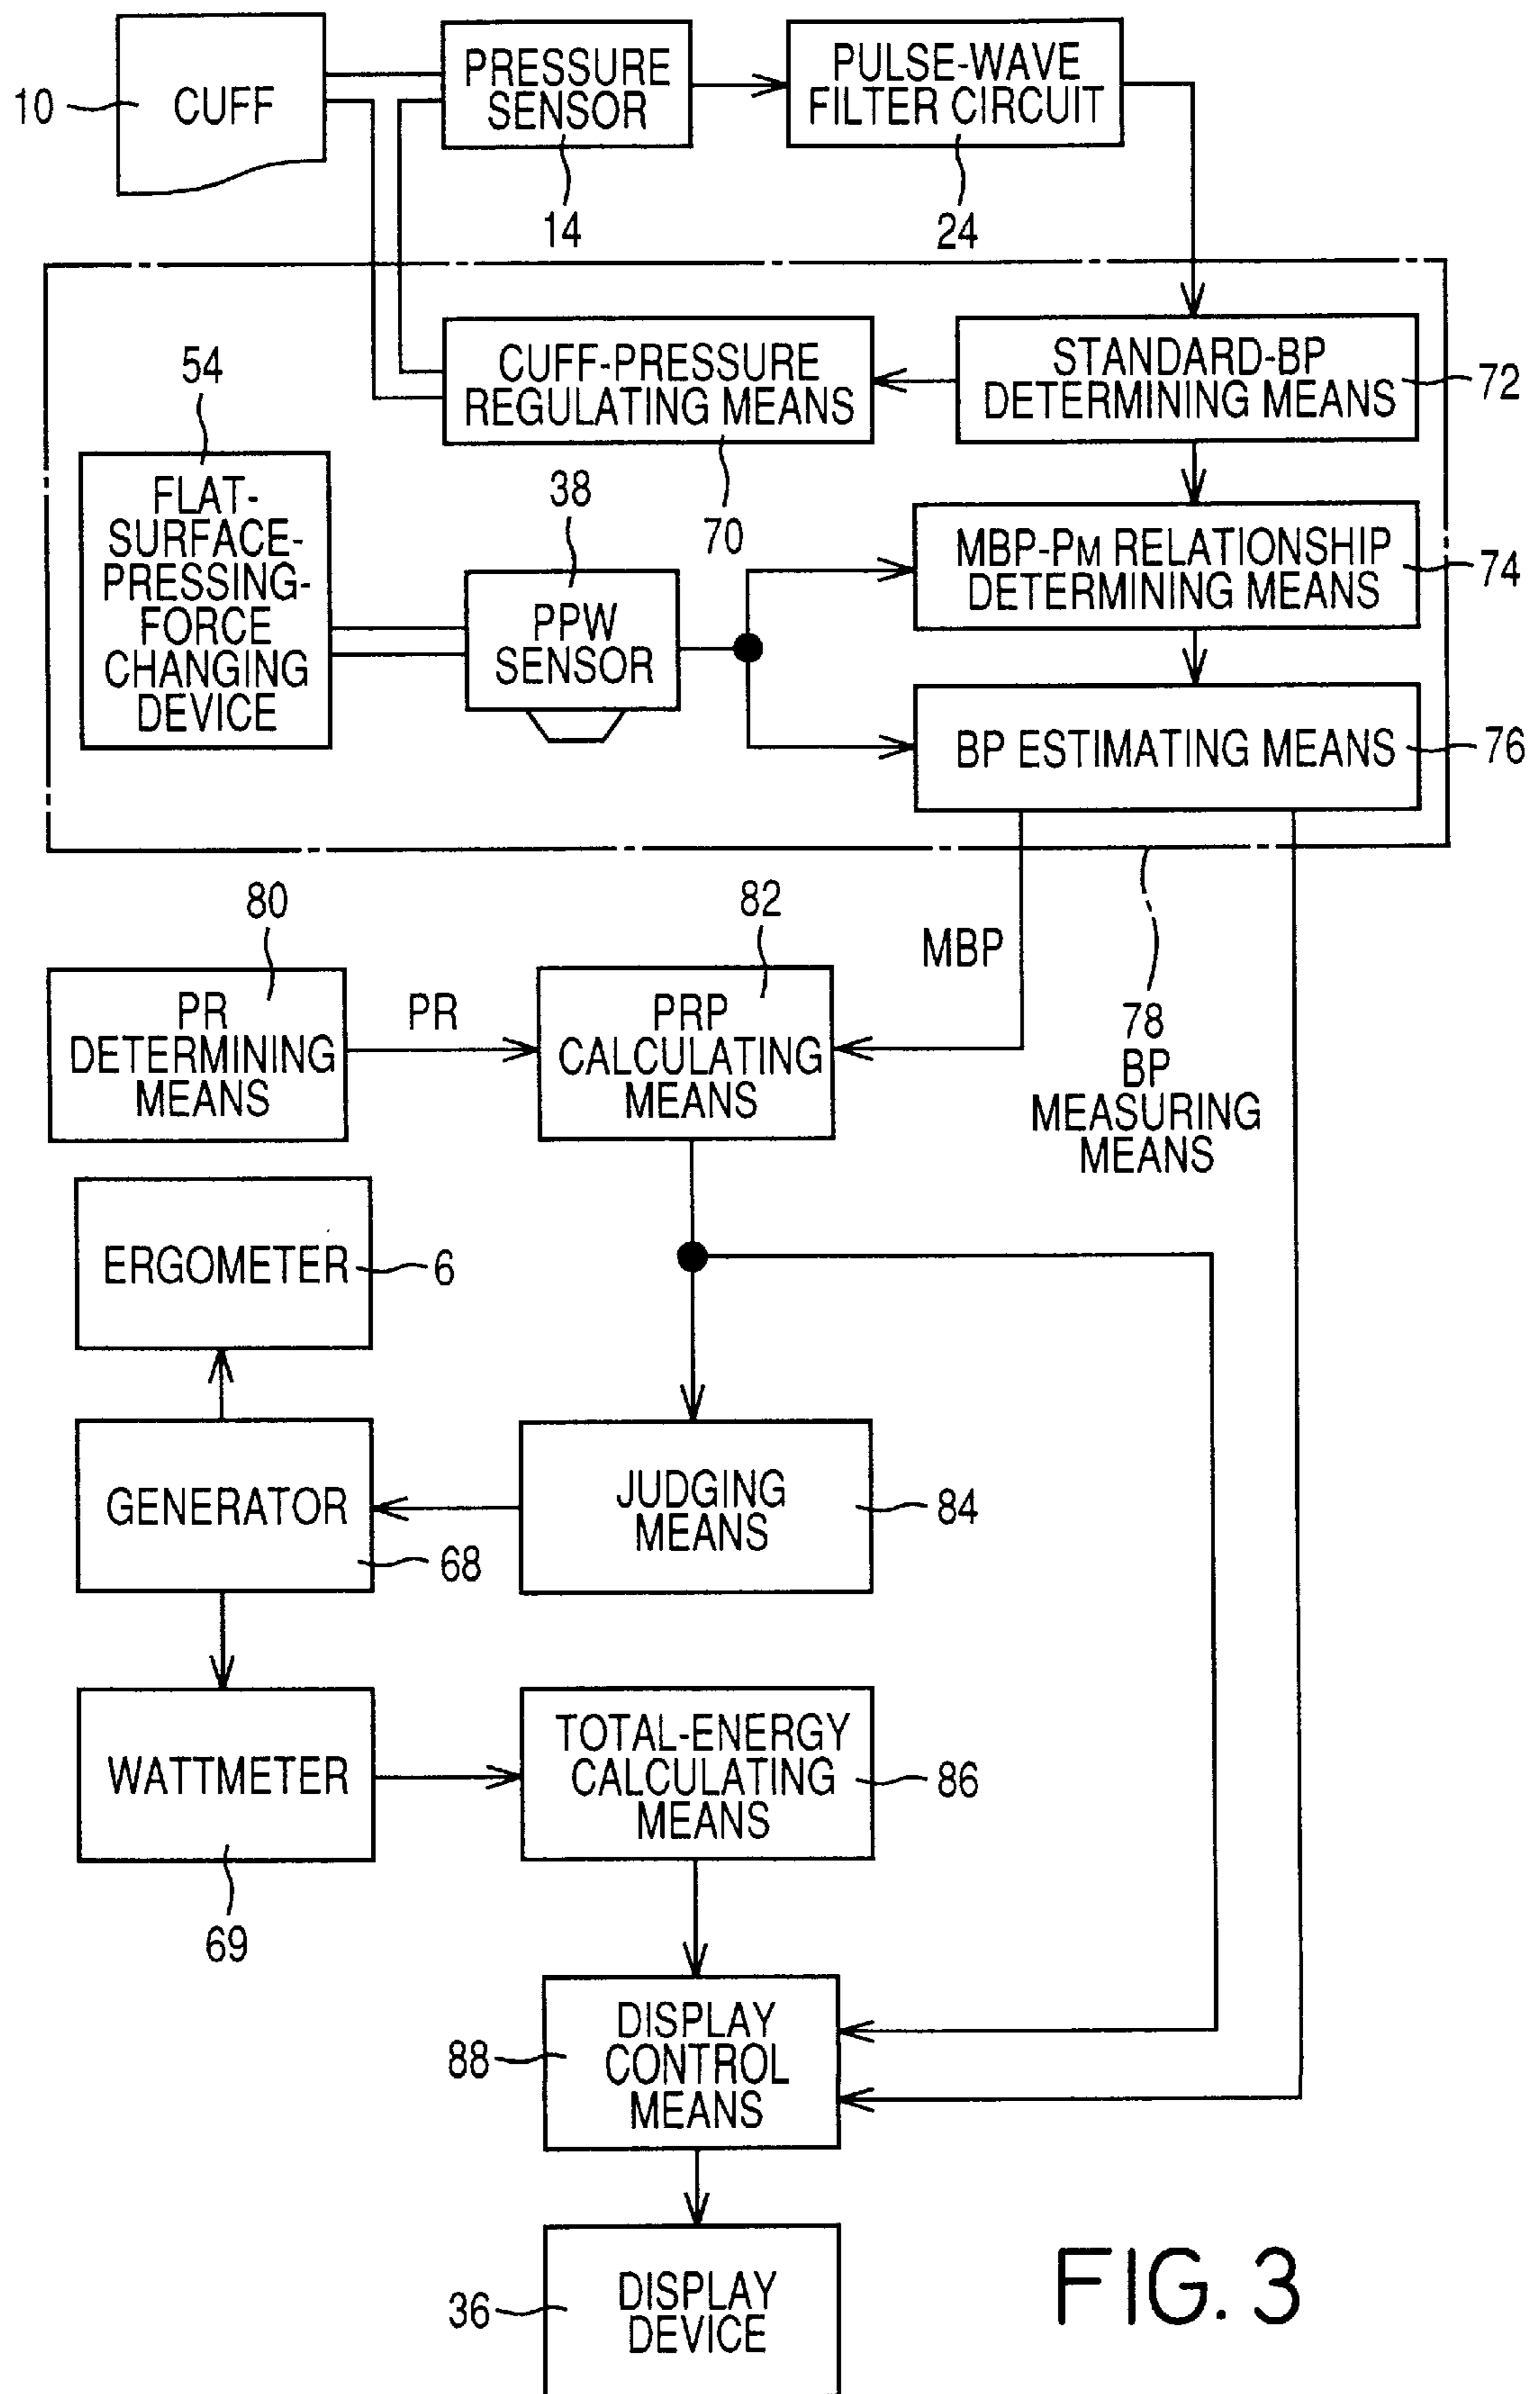 10
CUFF
PRESSURE
SENSOR
14
PULSE-WAVE
FILTER CIRCUIT
24
54
FLAT-
SURFACE-
PRESSING-
FORCE
CHANGING
DEVICE
CUFF-PRESSURE
REGULATING MEANS
70
STANDARD-BP
DETERMINING MEANS
72
38
PPW
SENSOR
MBP-PM RELATIONSHIP
DETERMINING MEANS
74
BP ESTIMATING MEANS
76
80
PR
DETERMINING
MEANS
PR
82
PRP
CALCULATING
MEANS
MBP
78
BP
MEASURING
MEANS
ERGOMETER
6
GENERATOR
68
JUDGING
MEANS
84
WATTMETER
69
TOTAL-ENERGY
CALCULATING
MEANS
86
88
DISPLAY
CONTROL
MEANS
36
DISPLAY
DEVICE
FIG. 3